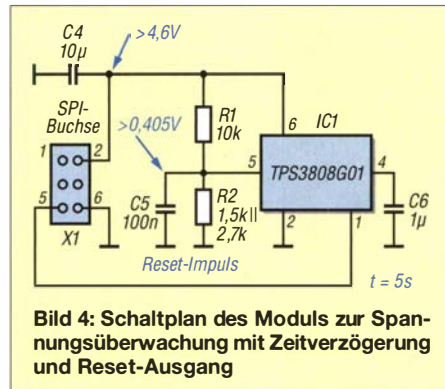 C4
10µ
>4,6V
SPI-
Buchse
R1
10k
6
IC1
>0,405V
1
2
5
TPS3808G01
4
5
6
X1
C5
100n
R2
1,5k||
2,7k
2
1
C6
1µ
Reset-Impuls
t = 5s
Bild 4: Schaltplan des Moduls zur Span-
nungsüberwachung mit Zeitverzögerung
und Reset-Ausgang